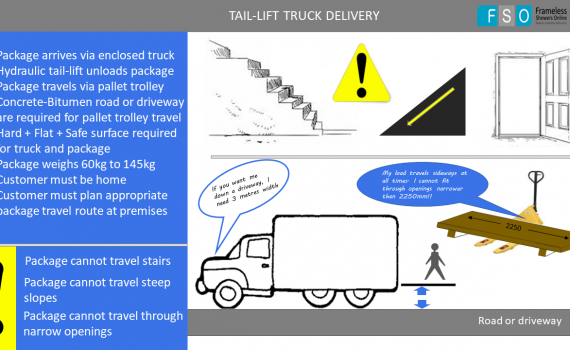 TAIL-LIFT TRUCK DELIVERY
FSO
Frameless
Showers Online
Package arrives via enclosed truck
Hydraulic tail-lift unloads package
Package travels via pallet trolley
Concrete-Bitumen road or driveway
are required for pallet trolley travel
Hard + Flat + Safe surface required
for truck and package
Package weighs 60kg to 145kg
Customer must be home
Customer must plan appropriate
package travel route at premises
Package cannot travel stairs
Package cannot travel steep
slopes
Package cannot travel through
narrow openings
If you want me
down a driveway, I
need 3 metres width
My load travels sideways at
all times. I cannot fit
through openings narrower
than 2250mm!!
2250
Road or driveway